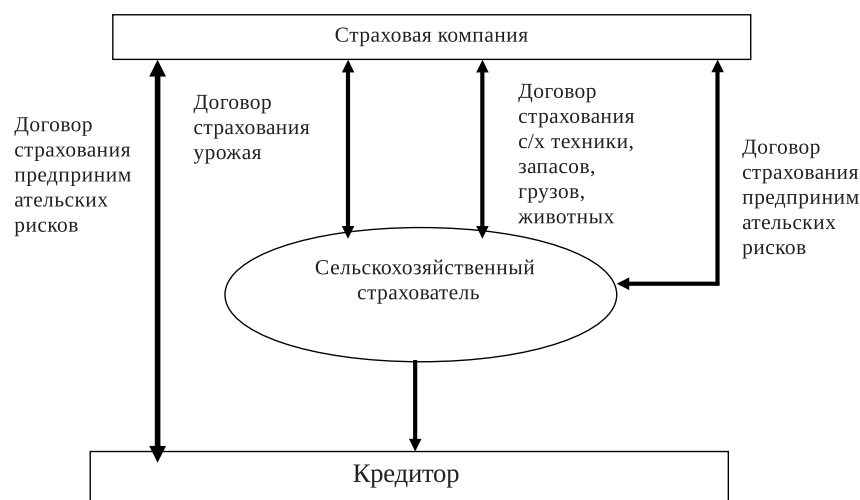 Страховая компания
Договор
страхования
предприним
ательских
рисков
Договор
страхования
урожая
Договор
страхования
с/х техники,
запасов,
грузов,
животных
Договор
страхования
предприним
ательских
рисков
Сельскохозяйственный
страхователь
Кредитор